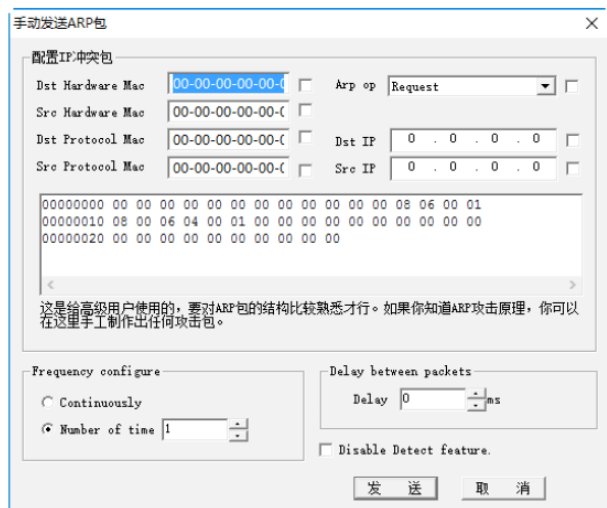 手动发送ARP包
配置IP冲突包
Dst Hardware Mac 00-00-00-00-00-0 Arp op Request
Src Hardware Mac 00-00-00-00-00-0
Dst Protocol Mac 00-00-00-00-00-0 Dst IP 0 . 0 . 0 . 0
Src Protocol Mac 00-00-00-00-00-0 Src IP 0 . 0 . 0 . 0
00000000 00 00 00 00 00 00 00 00 00 00 00 00 08 06 00 01
00000010 08 00 06 04 00 01 00 00 00 00 00 00 00 00 00 00
00000020 00 00 00 00 00 00 00 00 00 00
这是给高级用户使用的，要对ARP包的结构比较熟悉才行。如果你知道ARP攻击原理，你可以
在这里手工制作出任何攻击包。
Frequency configure
Continuously
Number of time 1
Delay between packets
Delay 0 ms
Disable Detect feature.
发 送 取 消